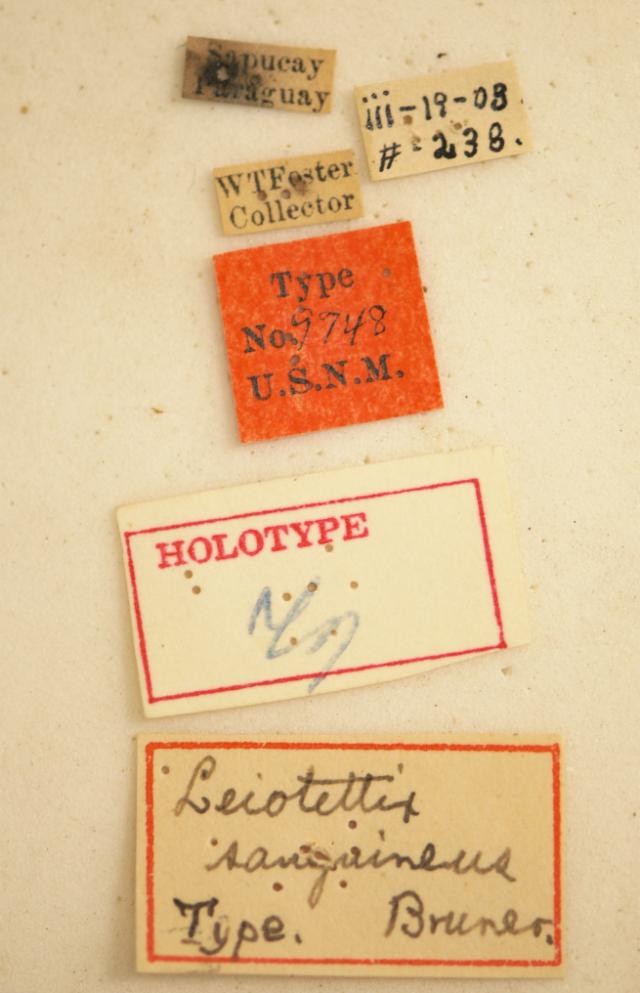 Sapucay
Paraguay
iii-19-03
# 238.
WTFoster
Collector
Type
No. 9748
U.S.N.M.
HOLOTYPE
Leiotettix
sanguineus
Type. Bruner.